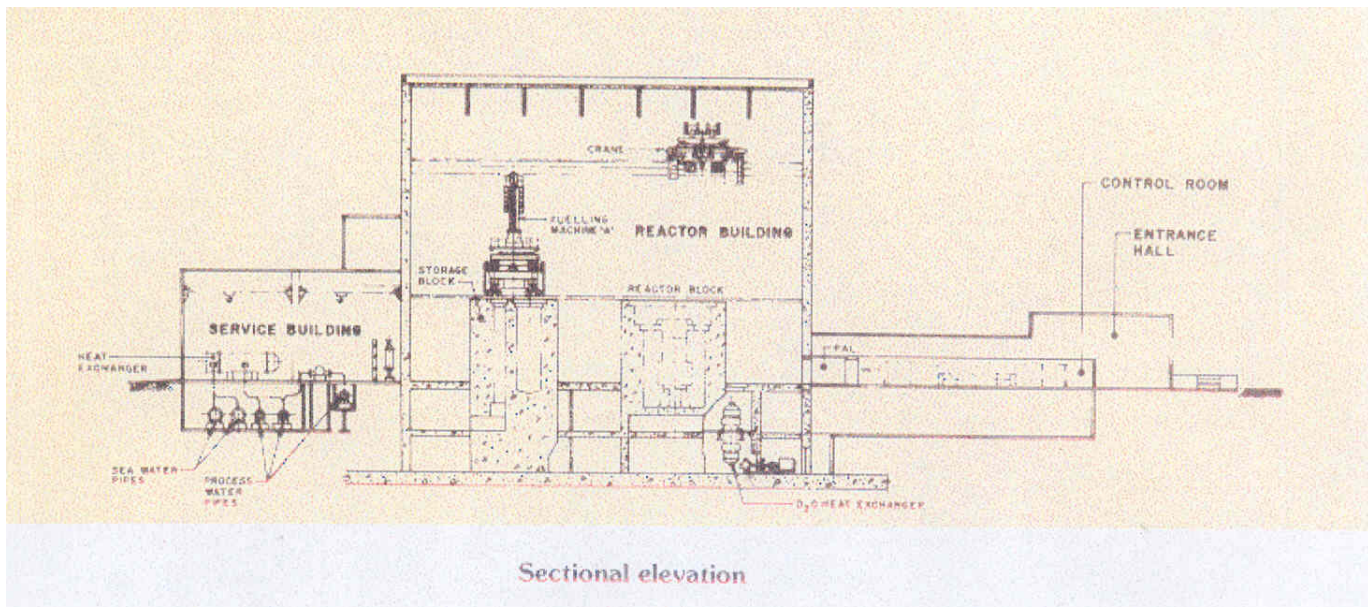 CRANE
CONTROL ROOM
FUELLING
MACHINE 'A'
REACTOR BUILDING
ENTRANCE
HALL
STORAGE
BLOCK
REACTOR BLOCK
SERVICE BUILDING
HEAT
EXCHANGER
PAL
SEA WATER
PIPES
PROCESS
WATER
PIPES
D₂O HEAT EXCHANGER
Sectional elevation